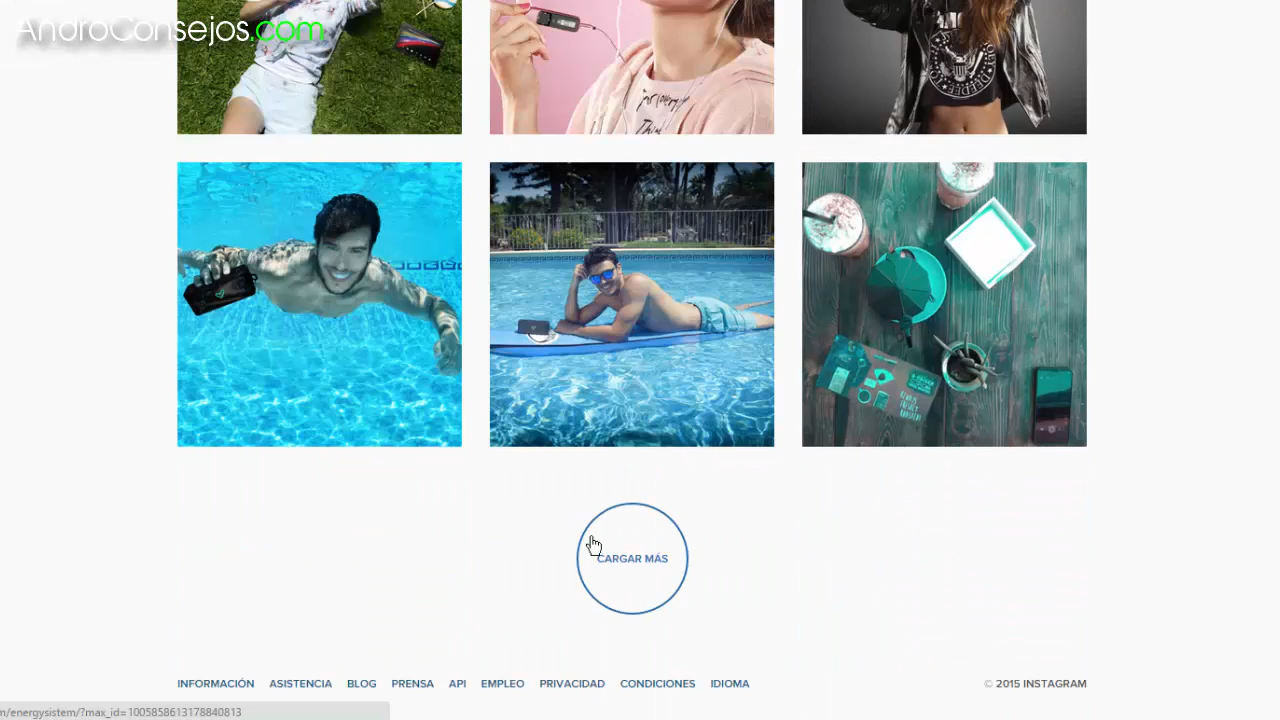 AndroConsejos.com
CARGAR MÁS
INFORMACIÓN ASISTENCIA BLOG PRENSA API EMPLEO PRIVACIDAD CONDICIONES IDIOMA © 2015 INSTAGRAM
m/energysistem/?max_id=1005858613178840813